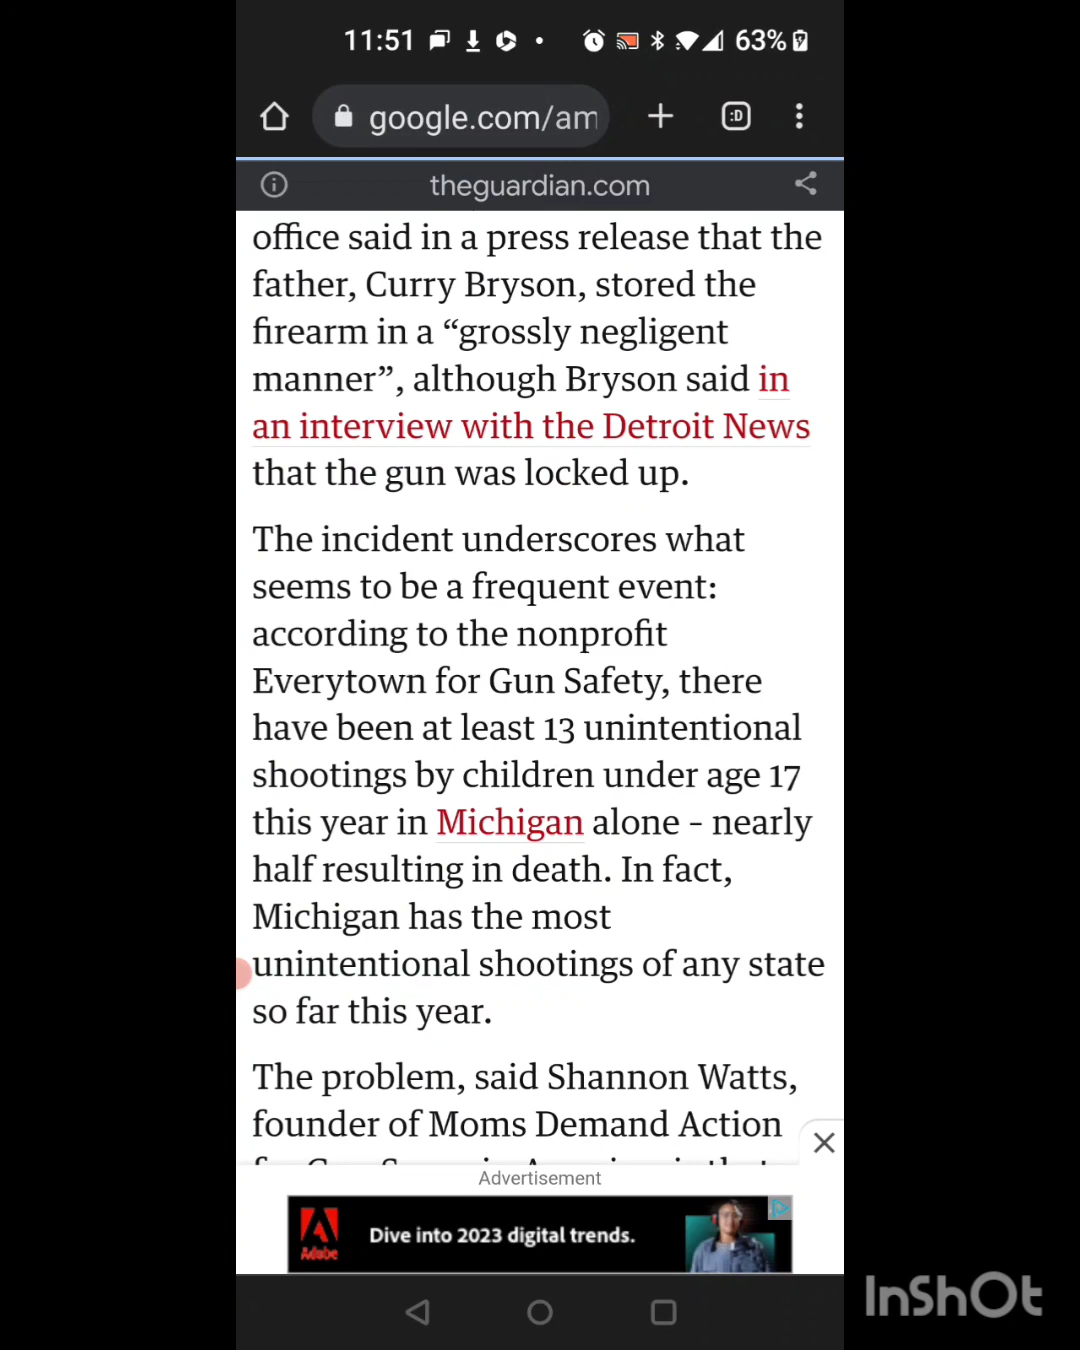 11:51 63%
google.com/am :D
theguardian.com
office said in a press release that the
father, Curry Bryson, stored the
firearm in a “grossly negligent
manner”, although Bryson said in
an interview with the Detroit News
that the gun was locked up.
The incident underscores what
seems to be a frequent event:
according to the nonprofit
Everytown for Gun Safety, there
have been at least 13 unintentional
shootings by children under age 17
this year in Michigan alone – nearly
half resulting in death. In fact,
Michigan has the most
unintentional shootings of any state
so far this year.
The problem, said Shannon Watts,
founder of Moms Demand Action
Advertisement
Adobe
Dive into 2023 digital trends.
InShOt